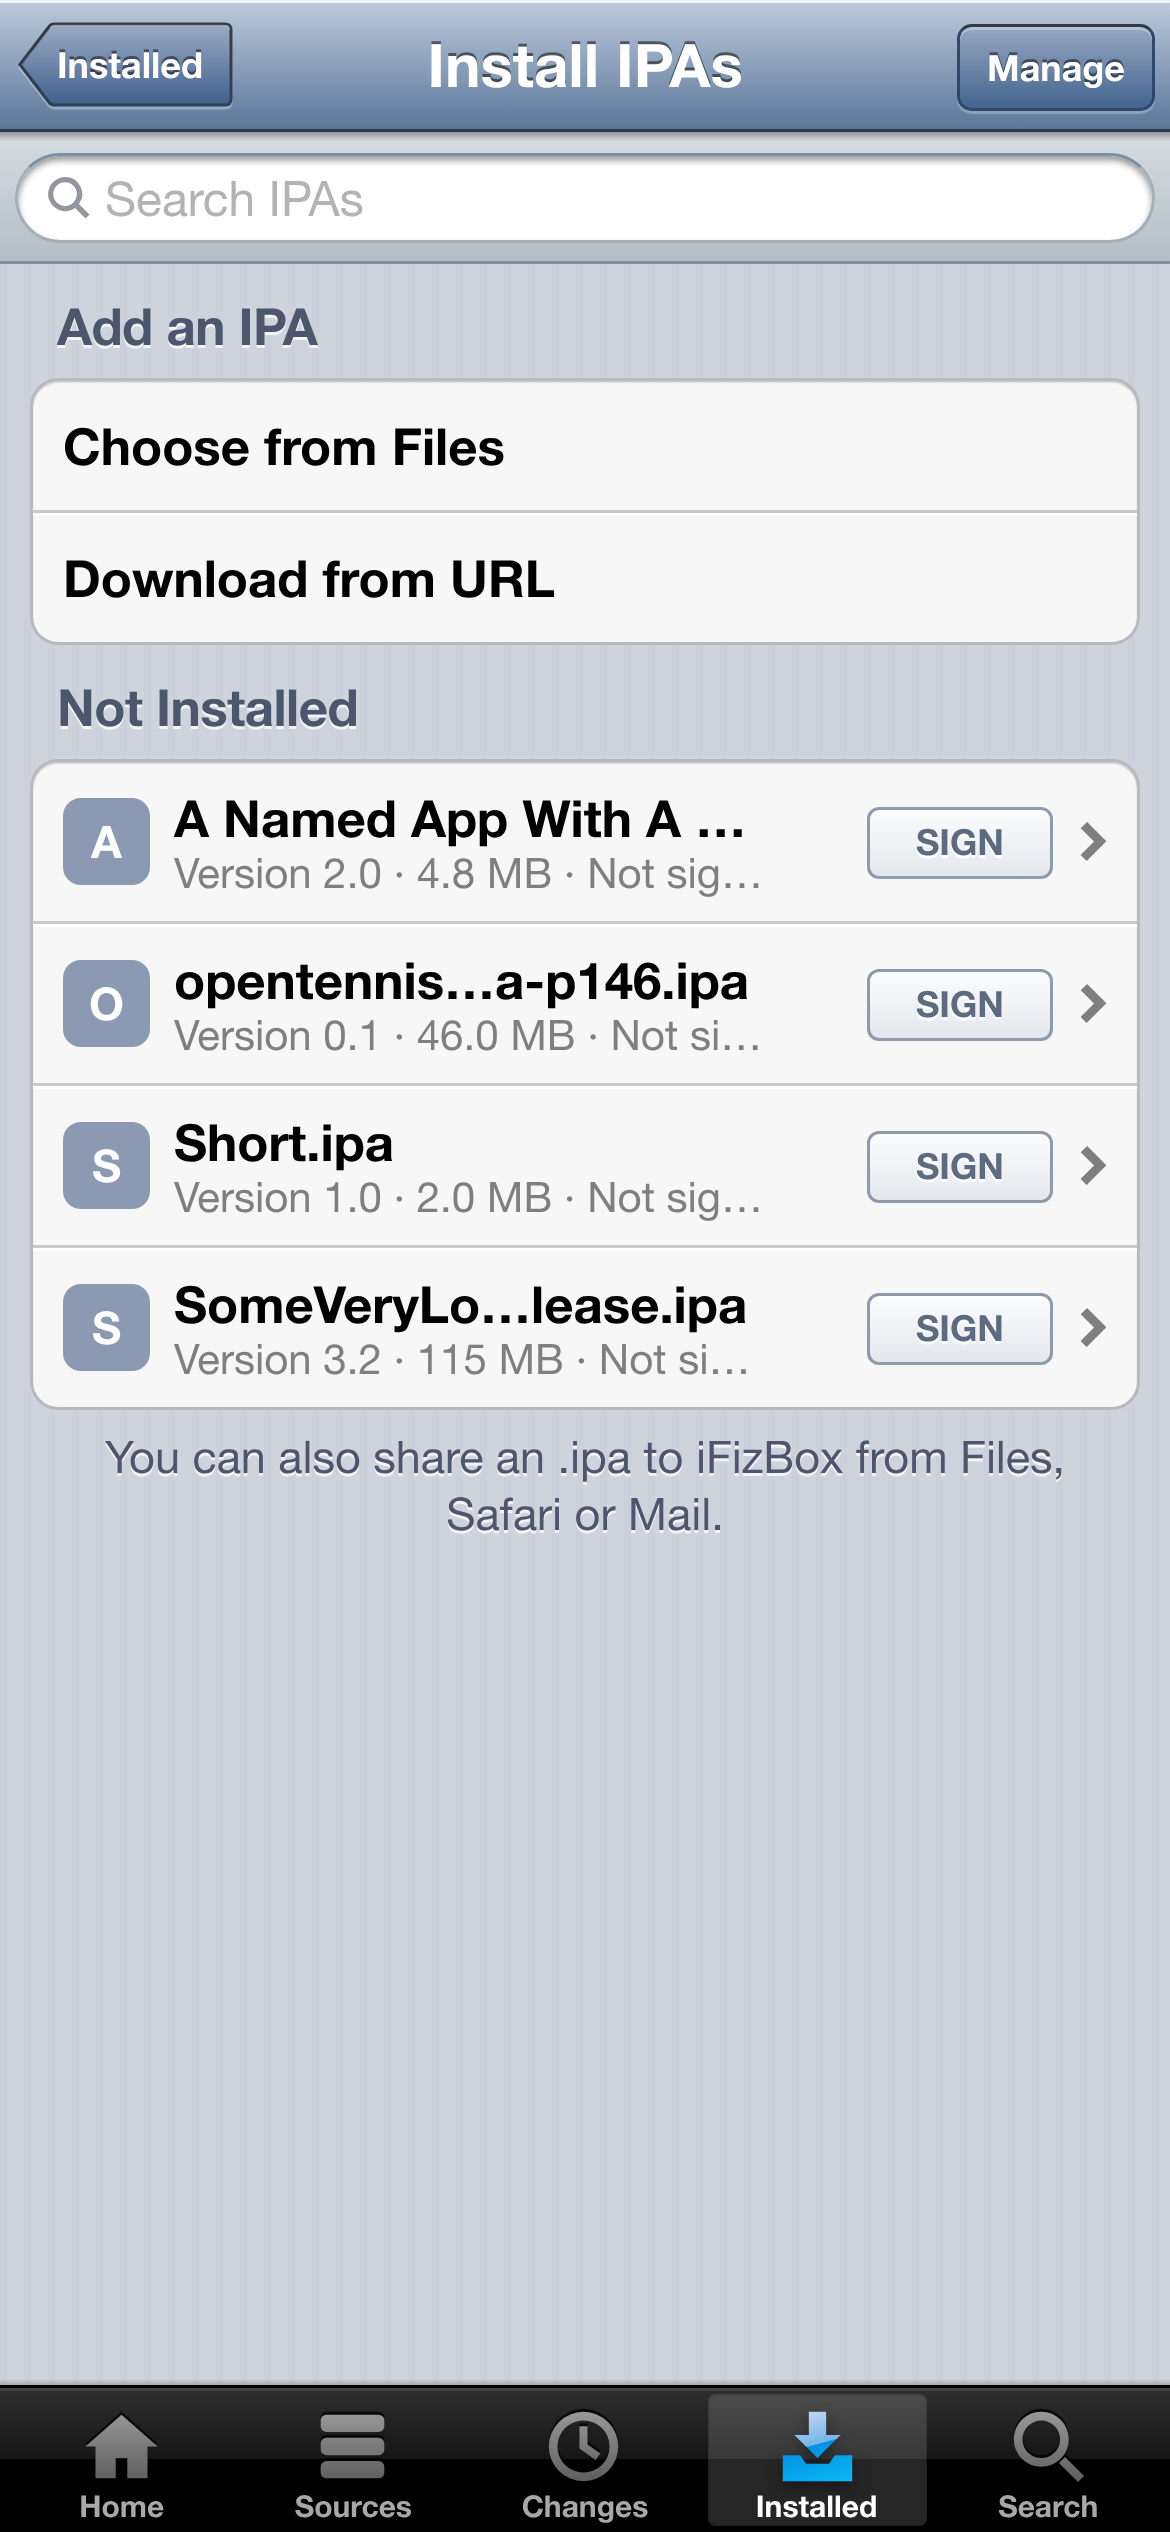 Installed
Install IPAs
Manage
Search IPAs
Add an IPA
Choose from Files
Download from URL
Not Installed
A
A Named App With A …
Version 2.0 · 4.8 MB · Not sig…
SIGN
O
opentennis…a-p146.ipa
Version 0.1 · 46.0 MB · Not si…
SIGN
S
Short.ipa
Version 1.0 · 2.0 MB · Not sig…
SIGN
S
SomeVeryLo…lease.ipa
Version 3.2 · 115 MB · Not si…
SIGN
You can also share an .ipa to iFizBox from Files,
Safari or Mail.
Home
Sources
Changes
Installed
Search